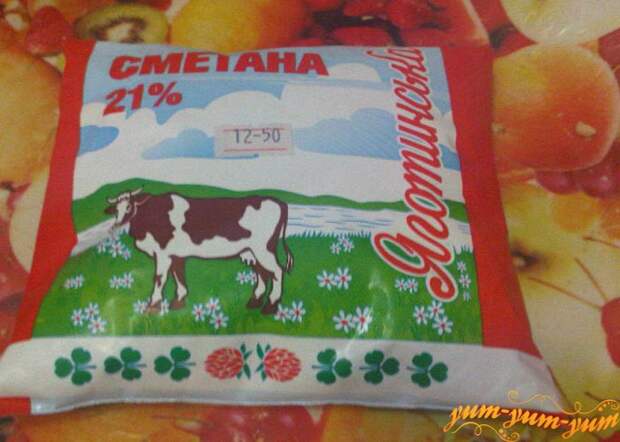 СМЕТАНА
21%
12-50
Яготинська
yum-yum-yum